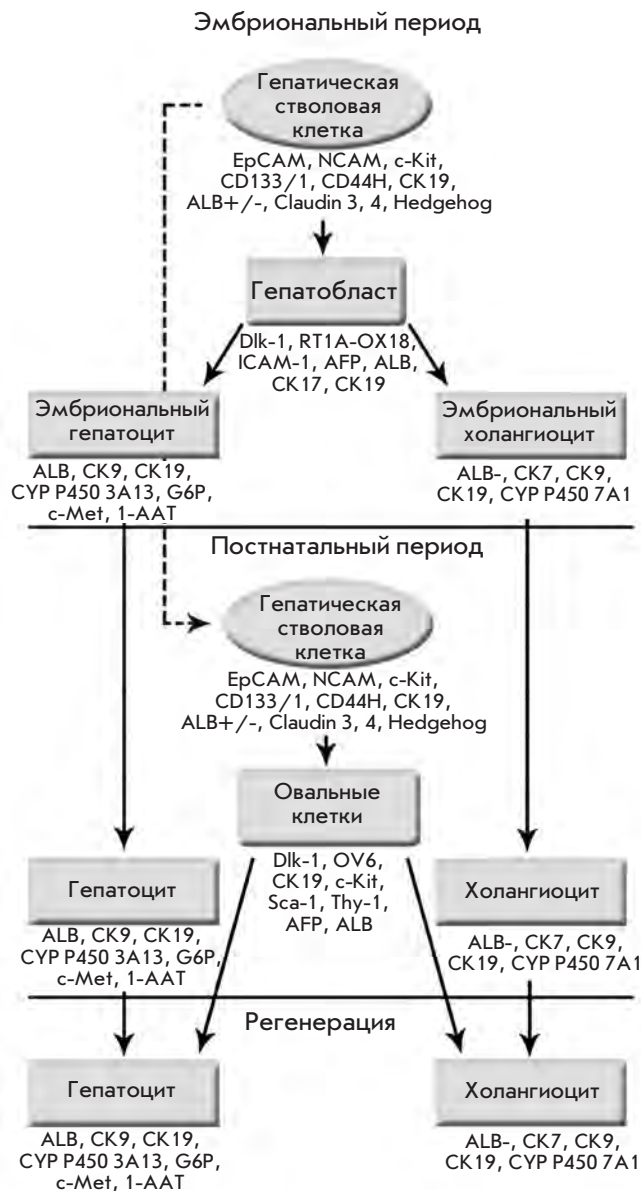 Эмбриональный период
Гепатическая
стволовая
клетка
EpCAM, NCAM, c-Kit,
CD133/1, CD44H, CK19,
ALB+/-, Claudin 3, 4, Hedgehog
Гепатобласт
Dlk-1, RT1A-OX18,
ICAM-1, AFP, ALB,
CK17, CK19
Эмбриональный
гепатоцит
ALB, CK9, CK19,
CYP P450 3A13, G6P,
c-Met, 1-AAT
Эмбриональный
холангиоцит
ALB-, CK7, CK9,
CK19, CYP P450 7A1
Постнатальный период
Гепатическая
стволовая
клетка
EpCAM, NCAM, c-Kit,
CD133/1, CD44H, CK19,
ALB+/-, Claudin 3, 4, Hedgehog
Овальные
клетки
Dlk-1, OV6,
CK19, c-Kit,
Sca-1, Thy-1,
AFP, ALB
Гепатоцит
ALB, CK9, CK19,
CYP P450 3A13, G6P,
c-Met, 1-AAT
Холангиоцит
ALB-, CK7, CK9,
CK19, CYP P450 7A1
Регенерация
Гепатоцит
ALB, CK9, CK19,
CYP P450 3A13, G6P,
c-Met, 1-AAT
Холангиоцит
ALB-, CK7, CK9,
CK19, CYP P450 7A1